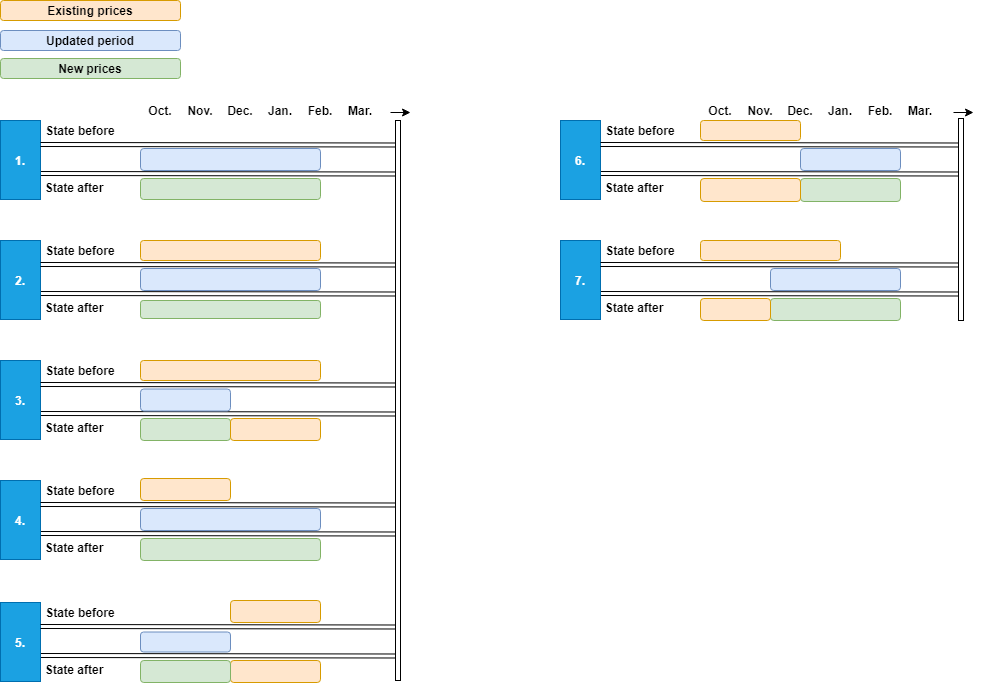 Existing prices
Updated period
New prices
Oct. Nov. Dec. Jan. Feb. Mar.
State before
1.
State after
State before
2.
State after
State before
3.
State after
State before
4.
State after
State before
5.
State after
Oct. Nov. Dec. Jan. Feb. Mar.
State before
6.
State after
State before
7.
State after